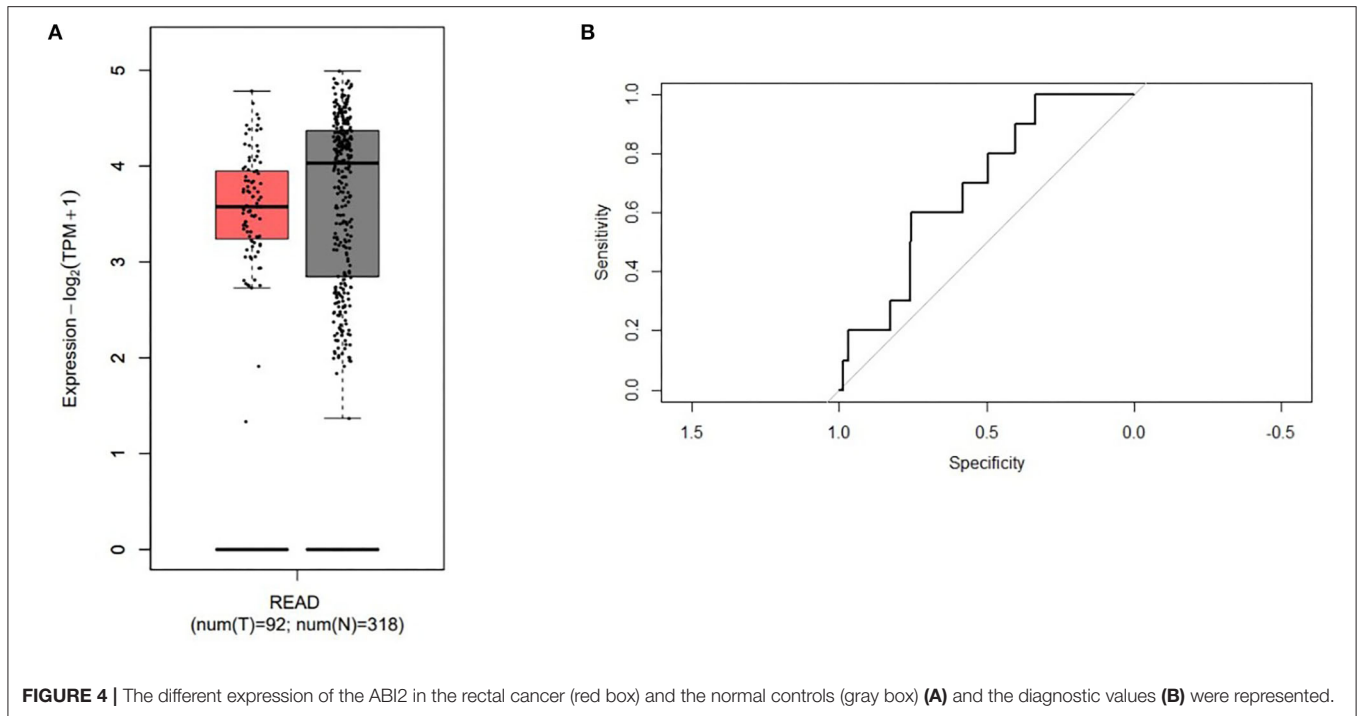 A
B
5
4
3
2
1
0
Expression − log2(TPM + 1)
READ
(num(T)=92; num(N)=318)
1.0
0.8
0.6
0.4
0.2
0.0
Sensitivity
1.5
1.0
0.5
0.0
-0.5
Specificity
FIGURE 4 | The different expression of the ABI2 in the rectal cancer (red box) and the normal controls (gray box) (A) and the diagnostic values (B) were represented.